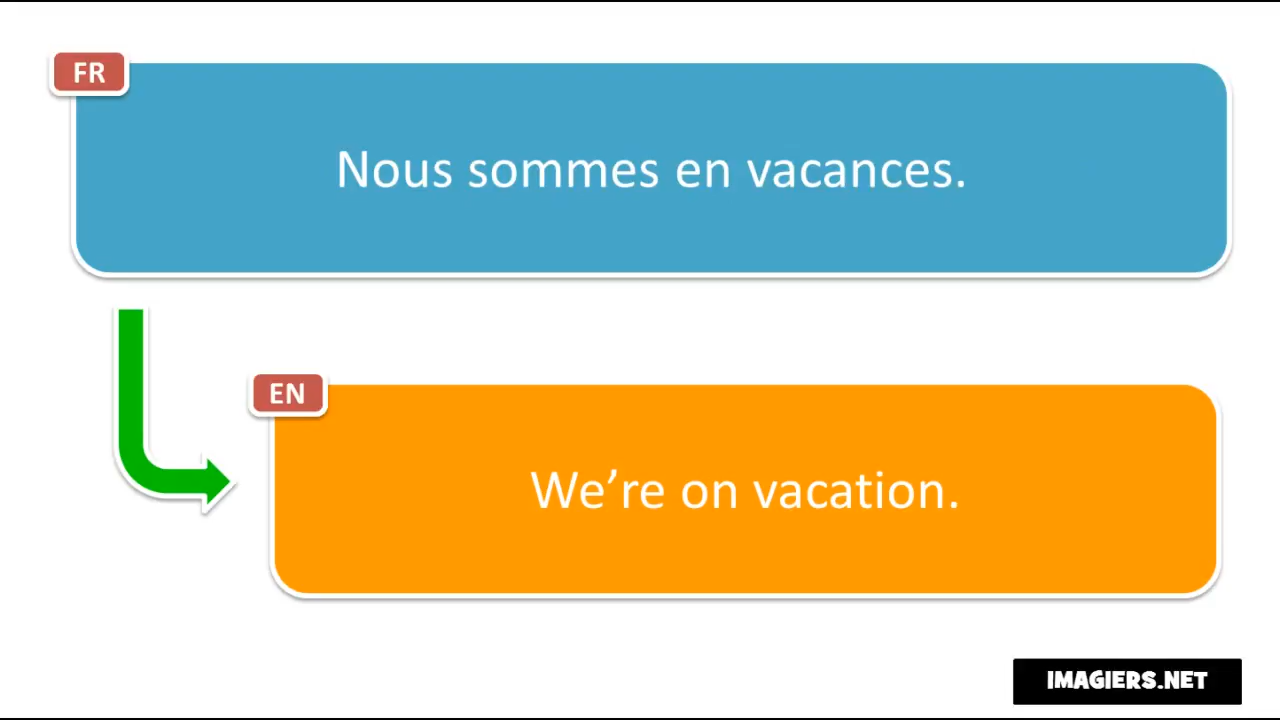 FR
Nous sommes en vacances.
EN
We’re on vacation.
IMAGIERS.NET